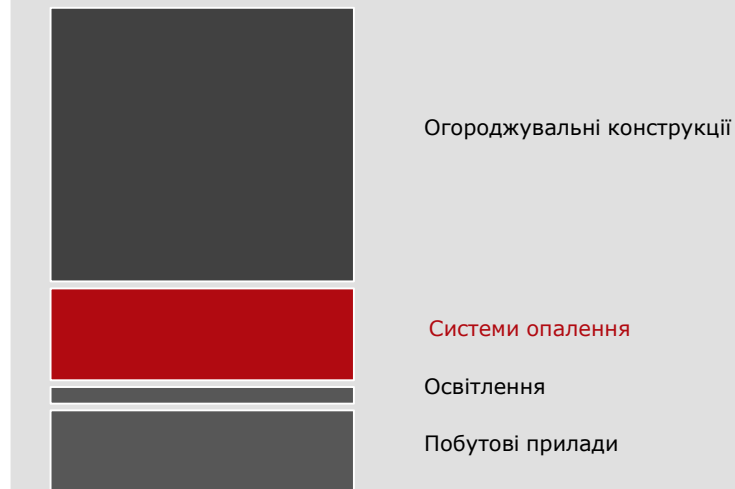 Огороджувальні конструкції
Системи опалення
Освітлення
Побутові прилади